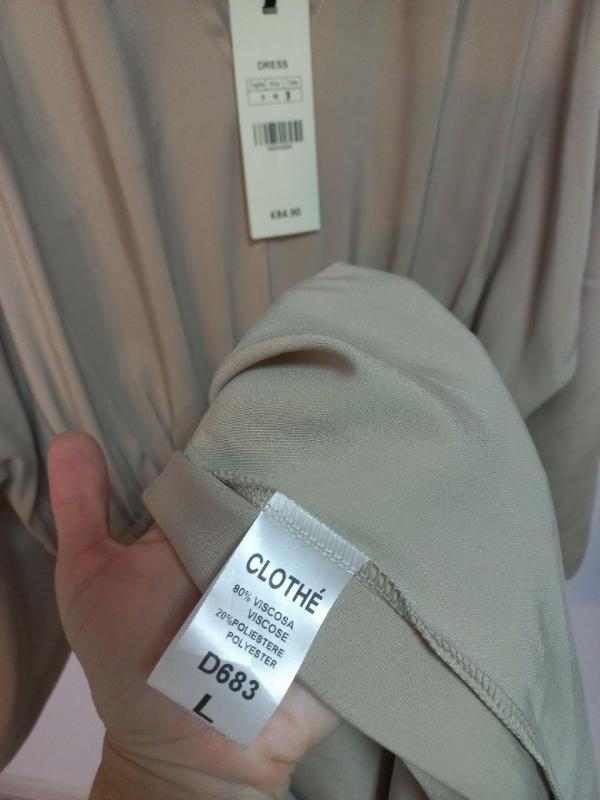 DRESS
€84.90
CLOTHÉ
80% VISCOSA
VISCOSE
20%POLIESTERE
POLYESTER
D683
L